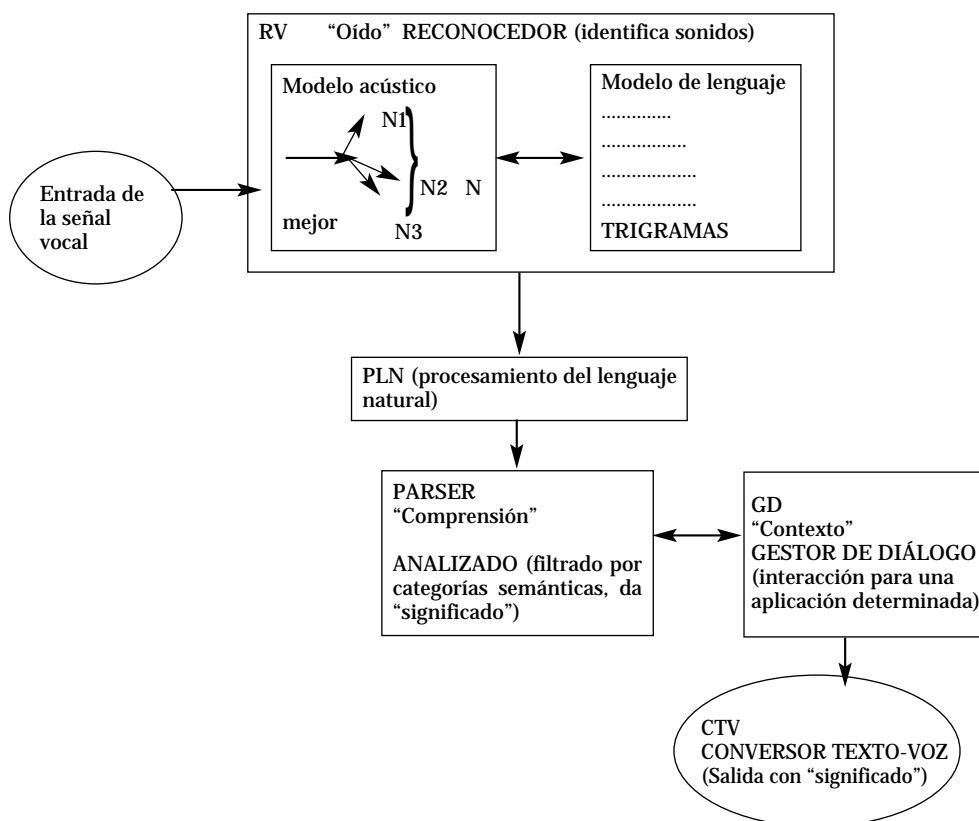 RV “Oído” RECONOCEDOR (identifica sonidos)
Modelo acústico
N1
N2 N
mejor
N3
Modelo de lenguaje
..............
.................
...................
...................
TRIGRAMAS
Entrada de
la señal
vocal
PLN (procesamiento del lenguaje
natural)
PARSER
“Comprensión”
ANALIZADO (filtrado por
categorías semánticas, da
“significado”)
GD
“Contexto”
GESTOR DE DIÁLOGO
(interacción para una
aplicación determinada)
CTV
CONVERSOR TEXTO-VOZ
(Salida con “significado”)